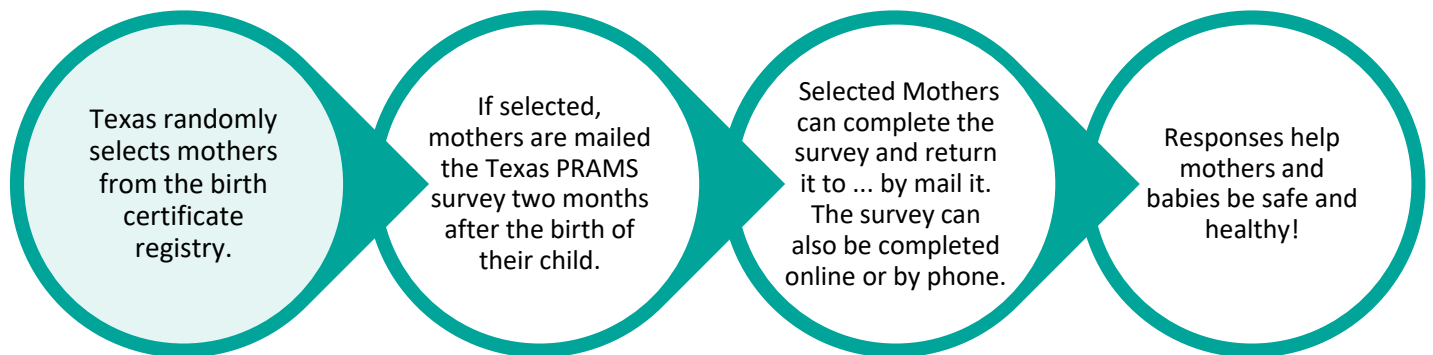 Texas randomly
selects mothers
from the birth
certificate
registry.
If selected,
mothers are mailed
the Texas PRAMS
survey two months
after the birth of
their child.
Selected Mothers
can complete the
survey and return
it to ... by mail it.
The survey can
also be completed
online or by phone.
Responses help
mothers and
babies be safe and
healthy!